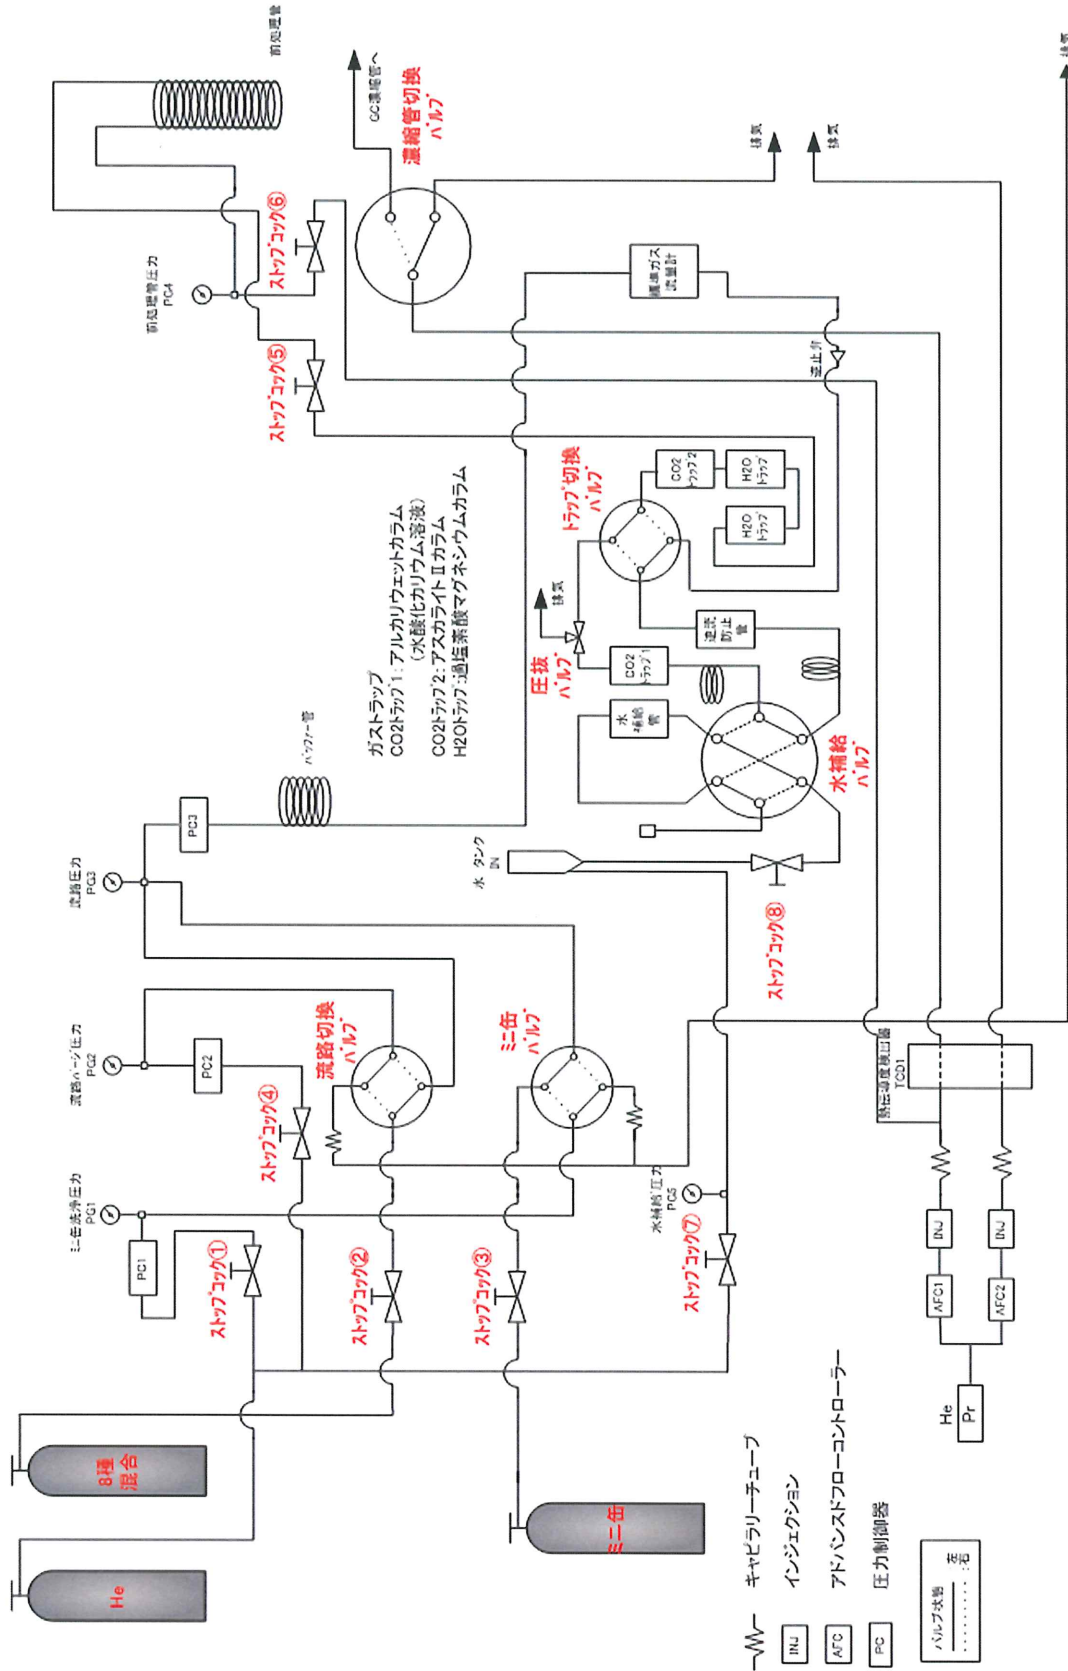 He
8種
混合
ミニ缶
ミニ缶洗浄圧力
PG1
PC1
ストップコック①
流路パージ圧力
PG2
PC2
ストップコック④
ストップコック②
ストップコック③
流路圧力
PG3
PC3
バッファー管
流路切換
バルブ
ミニ缶
バルブ
水補給圧力
PG5
ストップコック⑦
水 タンク
IN
ストップコック⑧
ガストラップ
CO2トラップ1:アルカリウェットカラム
(水酸化カリウム溶液)
CO2トラップ2:アスカライトⅡカラム
H2Oトラップ:過塩素酸マグネシウムカラム
前処理管圧力
PC4
前処理管
ストップコック⑤
ストップコック⑥
GC濃縮管へ
濃縮管切換
バルブ
排気
排気
排気
標準ガス
流量計
逆止弁
トラップ切換
バルブ
CO2
トラップ2
H2O
トラップ
H2O
トラップ
圧抜
バルブ
排気
CO2
トラップ1
水
補給
管
逆流
防止
管
水補給
バルブ
熱伝導度検出器
TCD1
INJ
INJ
AFC1
AFC2
He
Pr
キャピラリーチューブ
INJ
インジェクション
AFC
アドバンスドフローコントローラー
PC
圧力制御器
バルブ状態
:左
:右